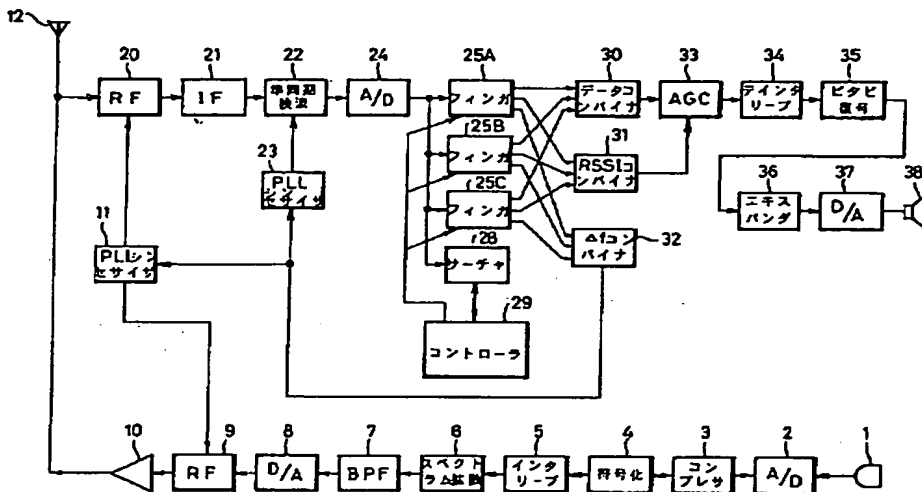 12
20
RF
21
IF
22
準同期
検波
24
A/D
25A
フィンガ
25B
フィンガ
25C
フィンガ
28
サーチャ
29
コントローラ
30
データコ
ンバイナ
31
RSSIコ
ンバイナ
Δfコン
バイナ
32
33
AGC
34
デインタ
リーブ
35
ビタビ
復号
36
エキス
パンダ
37
D/A
38
23
PLL
シン
セサイザ
11
PLLシン
セサイザ
10
9
RF
8
D/A
7
BPF
6
スペクト
ラム拡散
5
インタ
リーブ
4
符号化
3
コン
プレサ
2
A/D
1